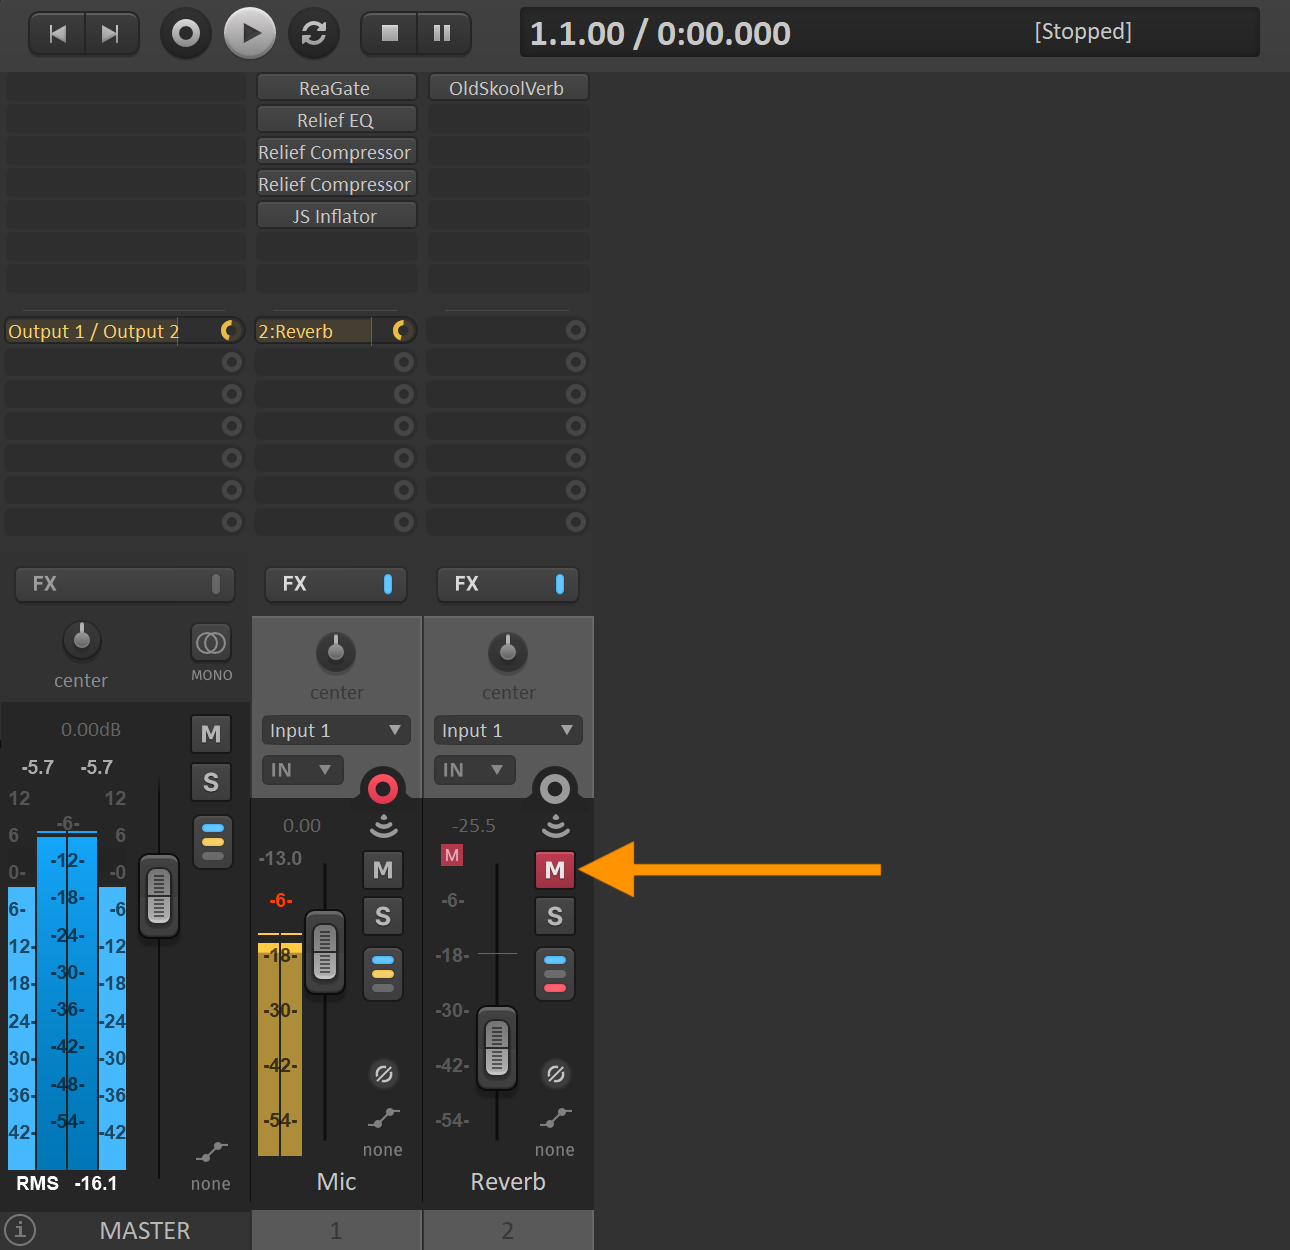 1.1.00 / 0:00.000
[Stopped]
ReaGate
OldSkoolVerb
Relief EQ
Relief Compressor
Relief Compressor
JS Inflator
Output 1 / Output 2
2:Reverb
FX
FX
FX
center
MONO
center
center
Input 1
Input 1
IN
IN
0.00dB
M
-5.7 -5.7
S
12 12
-6-
6 6
-12-
0- -0
-18-
6- -6
-24-
12- -12
-30-
18- -18
-36-
24- -24
-42-
30- -30
-48-
36- -36
-54-
42- -42
RMS -16.1
none
0.00
-13.0
M
-6-
S
-18-
-30-
-42-
-54-
none
Mic
-25.5
M
M
-6-
S
-18-
-30-
-42-
-54-
none
Reverb
i
MASTER
1
2